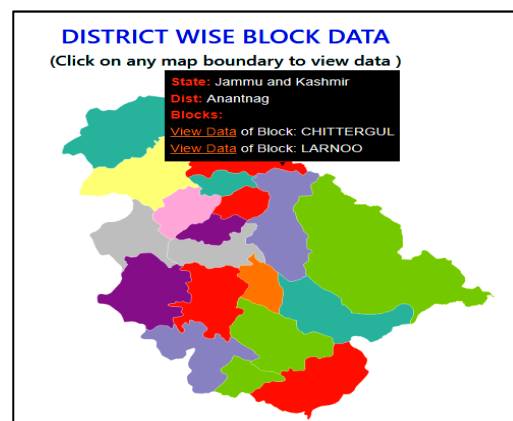 DISTRICT WISE BLOCK DATA
(Click on any map boundary to view data )
State: Jammu and Kashmir
Dist: Anantnag
Blocks:
View Data of Block: CHITTERGUL
View Data of Block: LARNOO